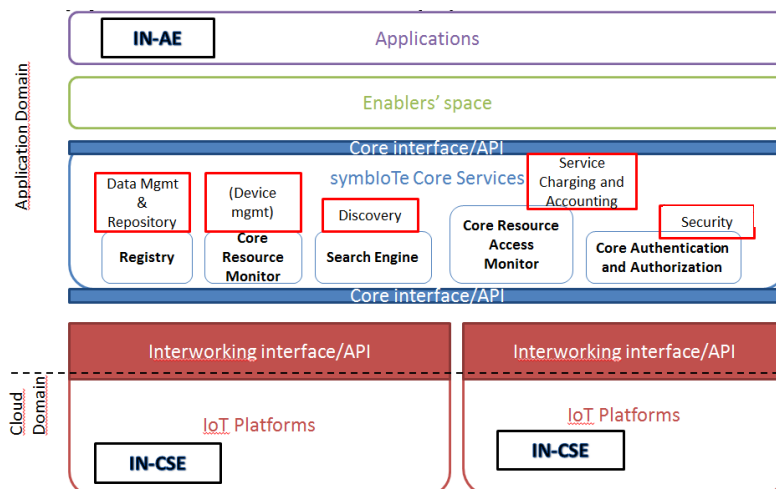 IN-AE
Applications
Enablers' space
Core interface/API
symbIoTe Core Services
Data Mgmt
&
Repository
(Device
mgmt)
Discovery
Service
Charging and
Accounting
Security
Registry
Core
Resource
Monitor
Search Engine
Core Resource
Access
Monitor
Core Authentication
and Authorization
Core interface/API
Application Domain
Interworking interface/API
Interworking interface/API
Cloud
Domain
IoT Platforms
IoT Platforms
IN-CSE
IN-CSE